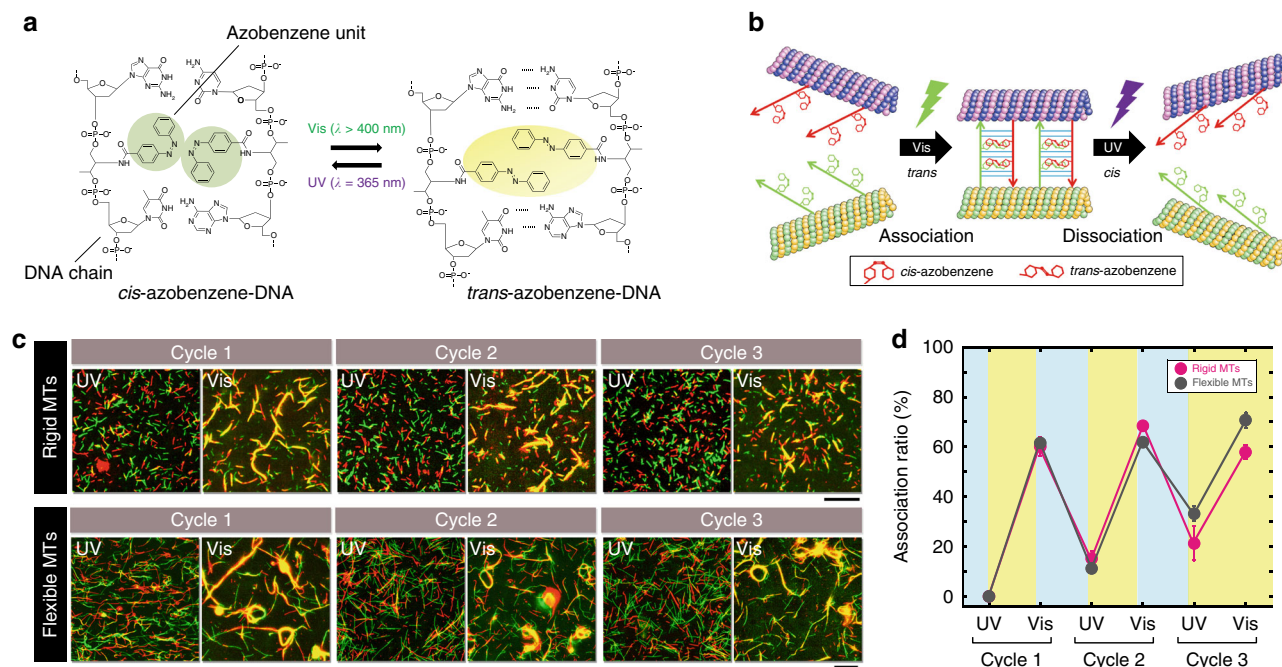 a
Azobenzene unit
DNA chain
cis-azobenzene-DNA
Vis (λ > 400 nm)
UV (λ = 365 nm)
trans-azobenzene-DNA
b
Vis
trans
UV
cis
Association
Dissociation
cis-azobenzene
trans-azobenzene
c
Rigid MTs
Cycle 1
Cycle 2
Cycle 3
UV
Vis
UV
Vis
UV
Vis
Flexible MTs
Cycle 1
Cycle 2
Cycle 3
UV
Vis
UV
Vis
UV
Vis
d
Association ratio (%)
100
80
60
40
20
0
Rigid MTs
Flexible MTs
UV Vis UV Vis UV Vis
Cycle 1 Cycle 2 Cycle 3